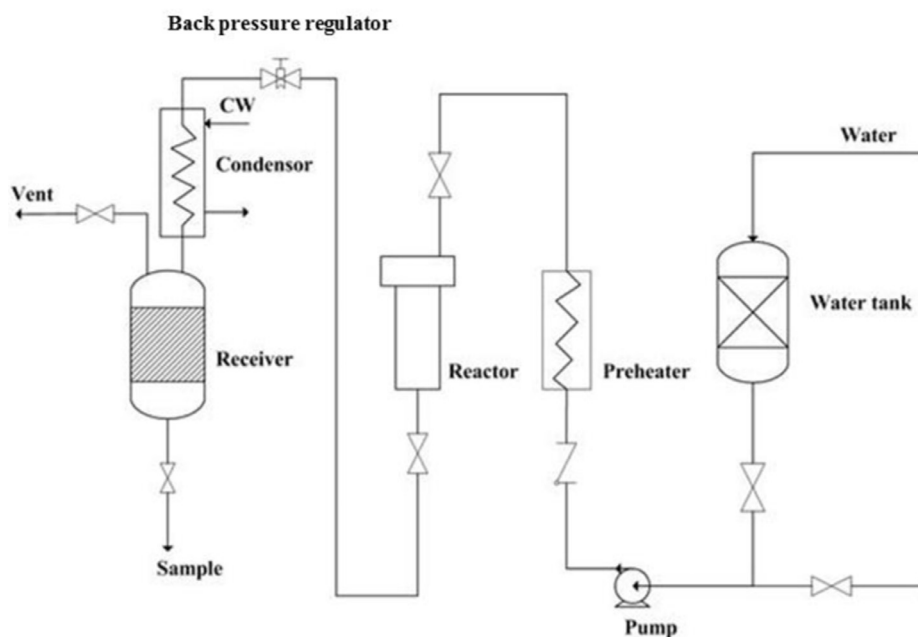 Back pressure regulator
CW
Condensor
Water
Vent
Water tank
Receiver
Reactor
Preheater
Sample
Pump